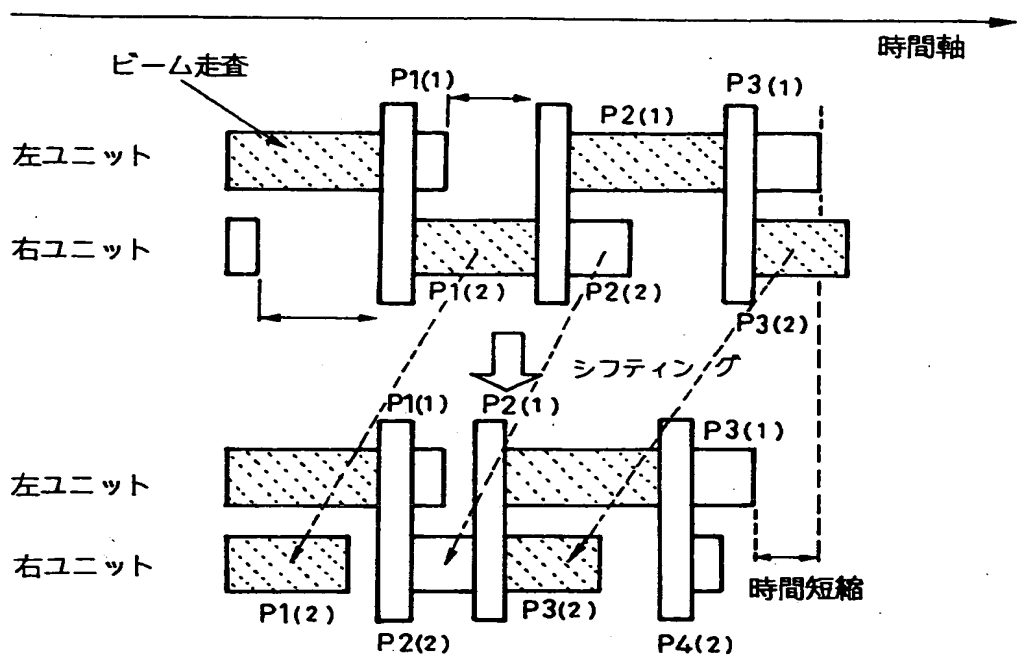 時間軸
ビーム走査
P1(1)
P3(1)
P2(1)
左ユニット
右ユニット
P1(2)
P2(2)
P3(2)
シフティング
P1(1)
P2(1)
P3(1)
左ユニット
右ユニット
時間短縮
P1(2)
P3(2)
P2(2)
P4(2)